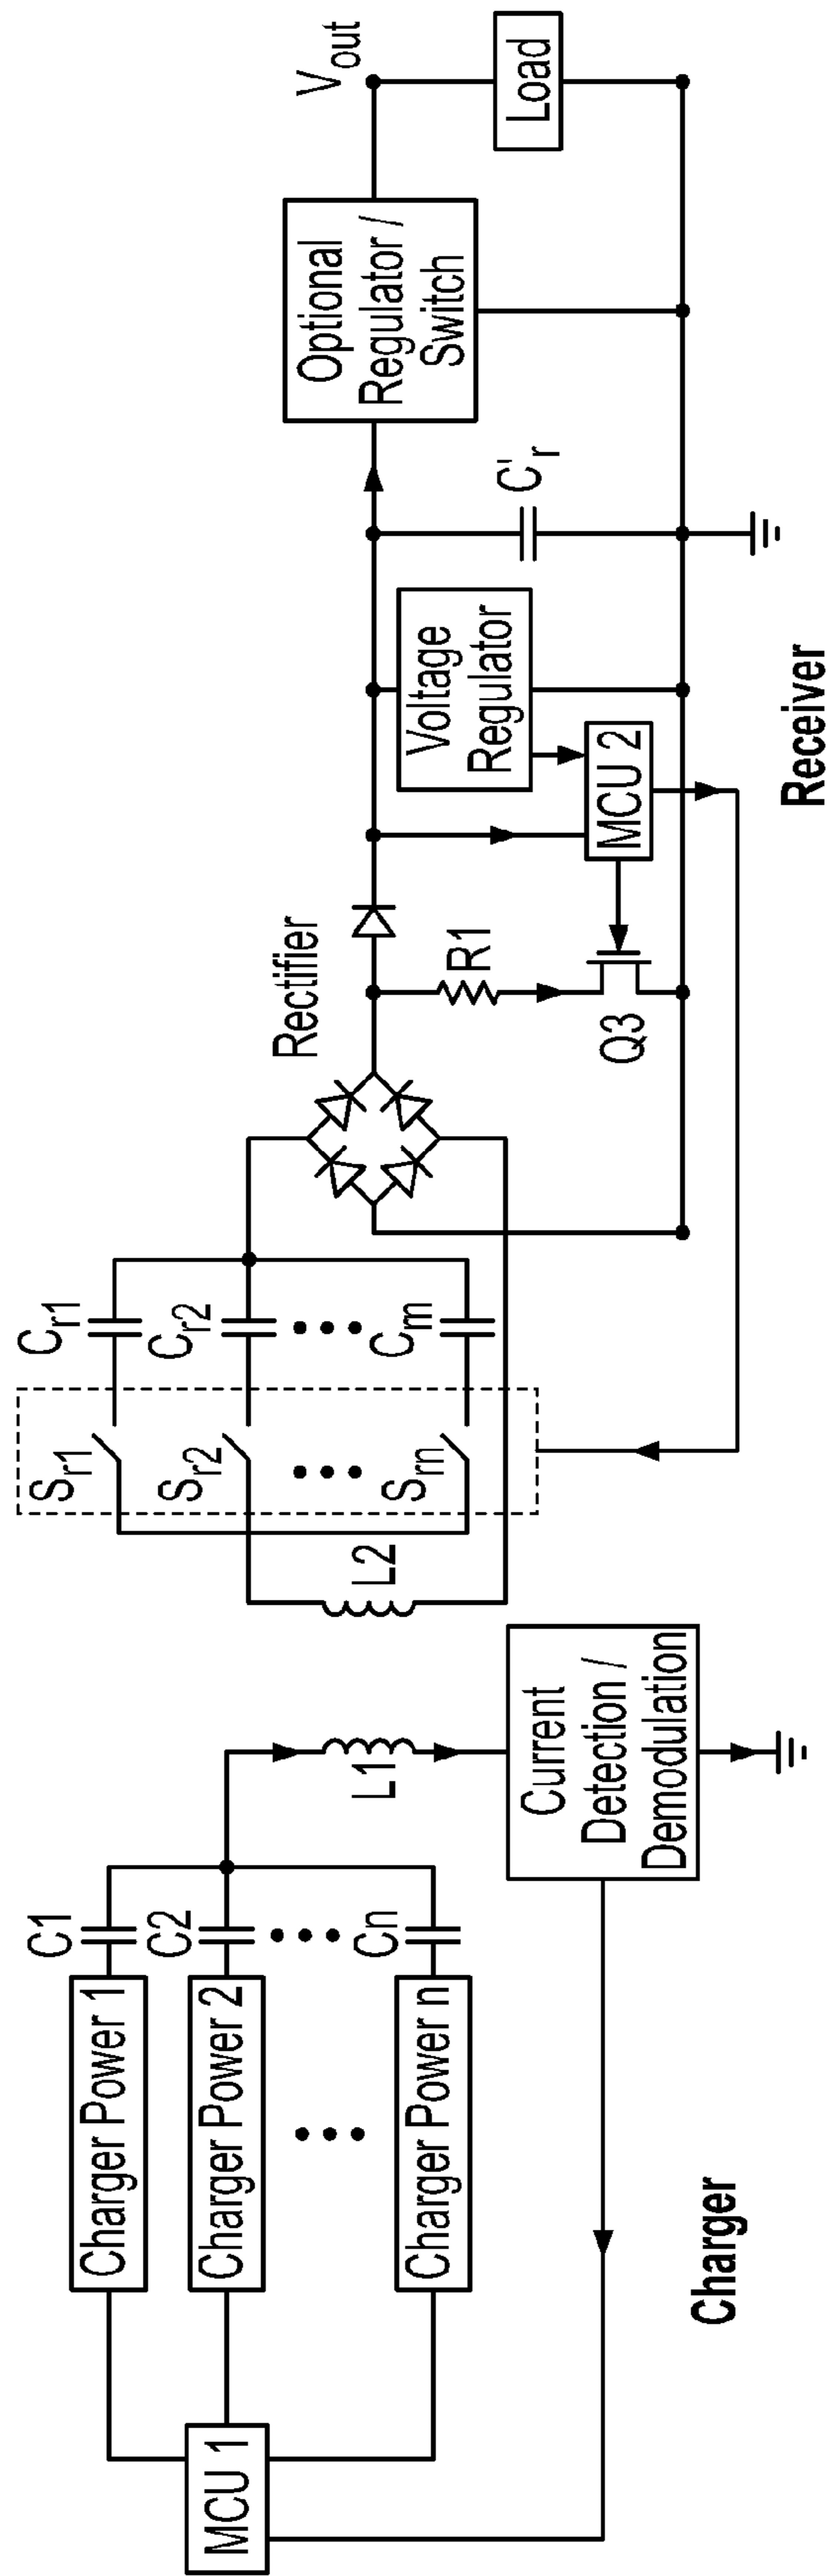 MCU 1
Charger Power 1
Charger Power 2
Charger Power n
C1
C2
Cn
L1
Current
Detection /
Demodulation
Charger
L2
Sr1
Sr2
Srn
Cr1
Cr2
Crn
Rectifier
R1
Q3
MCU 2
Voltage
Regulator
C'r
Optional
Regulator /
Switch
Vout
Load
Receiver